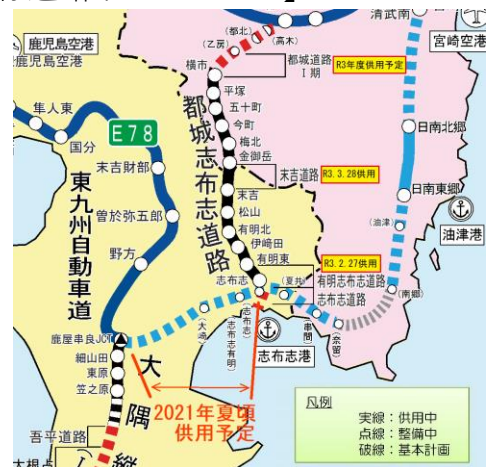 鹿児島空港
鹿児島空港
(都北)
(乙房)
(高木)
清武南
宮崎空港
横市
都城道路
Ⅰ期
R3年度供用予定
隼人東
国分
E78
平塚
五十町
今町
梅北
金御岳
都城志布志道路
日南北郷
末吉財部
末吉道路
R3.3.28供用
日南東郷
東九州自動車道
曽於弥五郎
末吉
松山
有明北
伊崎田
有明東
(油津)
油津港
野方
R3.2.27供用
志布志
(夏井)
有明志布志道路
志布志道路
(南郷)
(志布志)
鹿屋串良JCT
(大崎)
志布志有明
(串間)
(奈留)
志布志港
細山田
東原
笠之原
大隅縦
2021年夏頃
供用予定
吾平道路
大根占
凡例
実線：供用中
点線：整備中
破線：基本計画